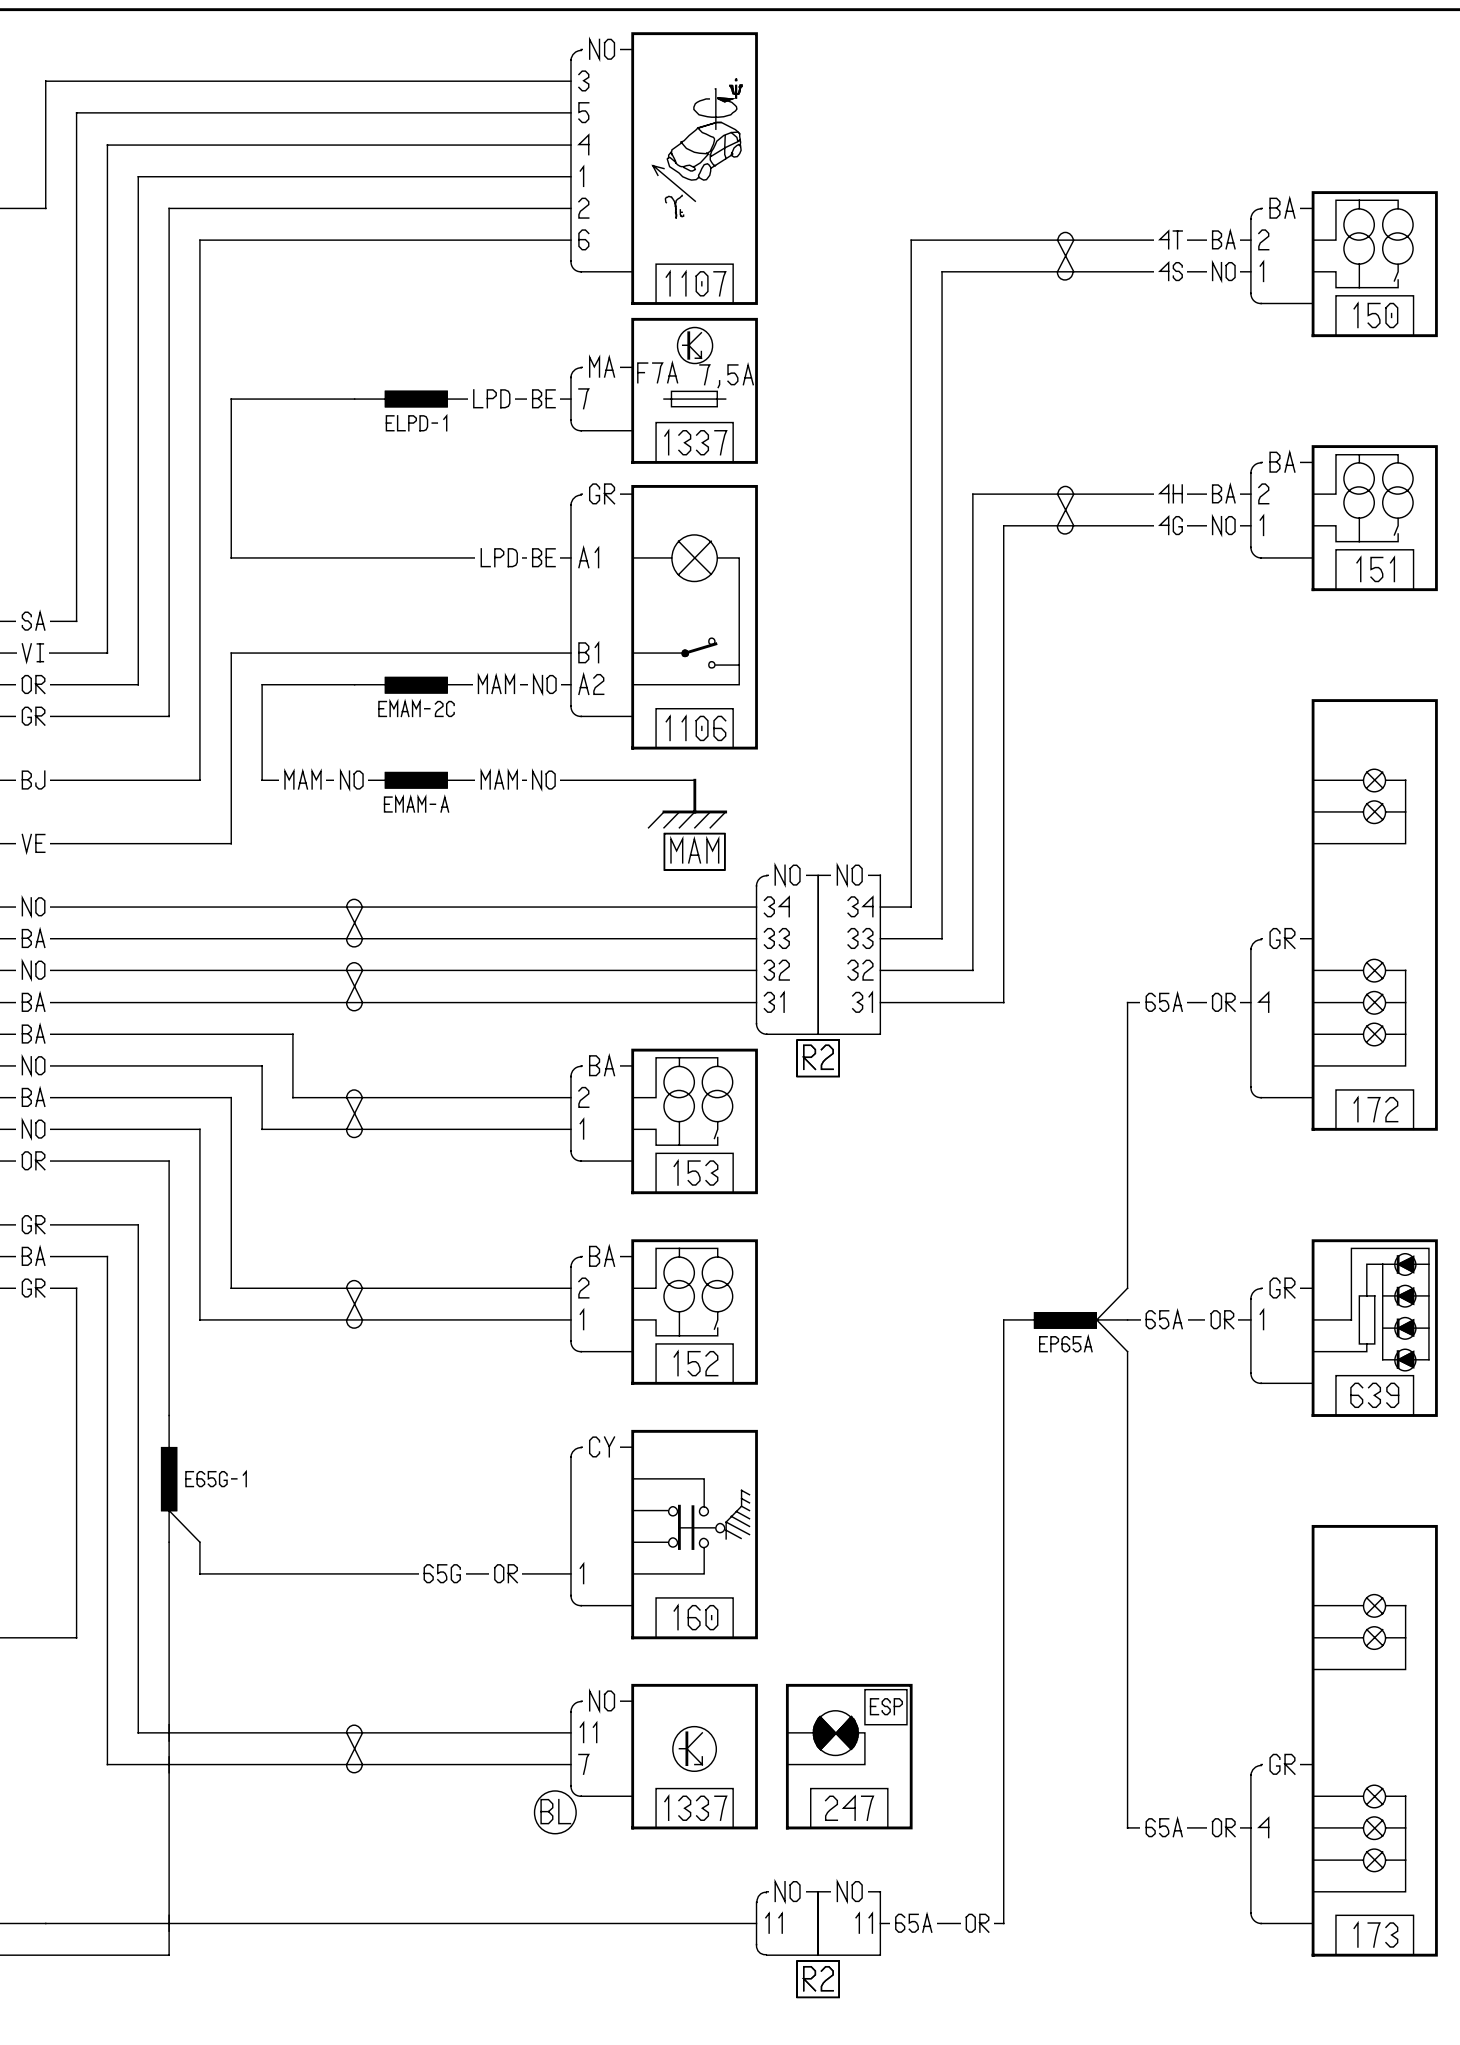 NO
3
5
4
1
2
6
1107
MA
F7A 7,5A
ELPD-1
LPD-BE
7
1337
GR
LPD-BE
A1
B1
EMAM-2C
MAM-NO
A2
1106
MAM-NO
EMAM-A
MAM-NO
MAM
SA
VI
OR
GR
BJ
VE
NO
BA
NO
BA
BA
NO
BA
NO
OR
GR
BA
GR
NO NO
34 34
33 33
32 32
31 31
R2
BA
2
1
153
BA
2
1
152
E65G-1
CY
65G OR 1
160
NO
11
7
BL
1337
ESP
247
NO NO
11 11 65A OR
R2
BA
4T BA 2
4S NO 1
150
BA
4H BA 2
4G NO 1
151
GR
65A OR 4
172
EP65A
GR
65A OR 1
639
GR
65A OR 4
173